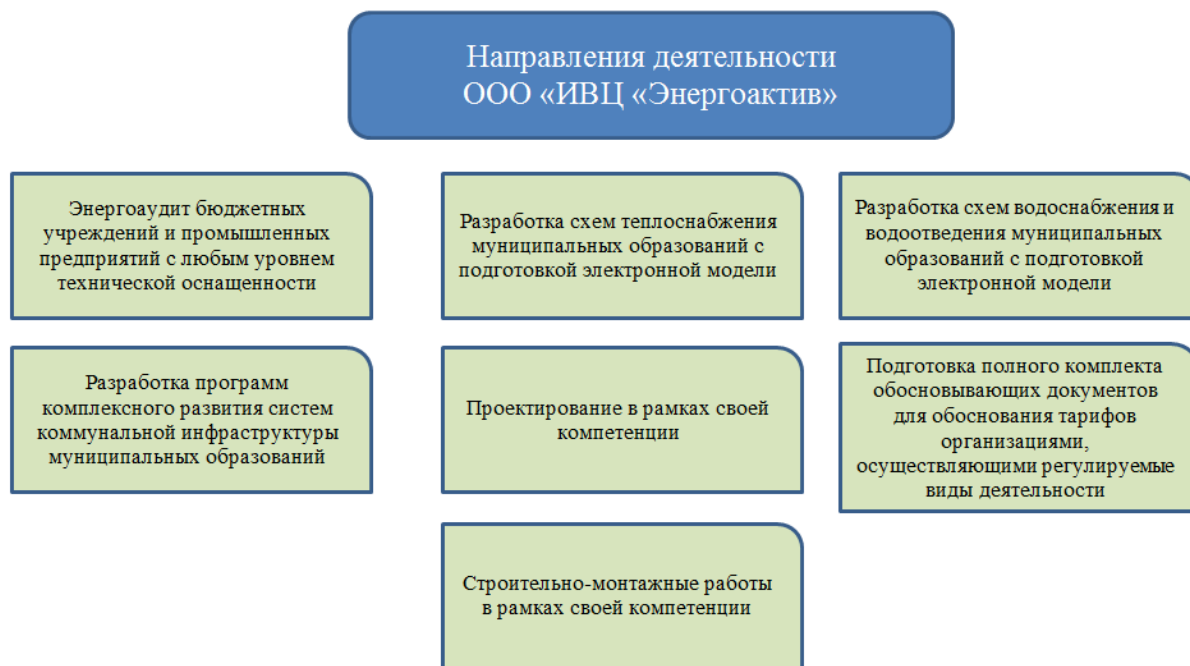 Направления деятельности
ООО «ИВЦ «Энергоактив»
Энергоаудит бюджетных
учреждений и промышленных
предприятий с любым уровнем
технической оснащенности
Разработка схем теплоснабжения
муниципальных образований с
подготовкой электронной модели
Разработка схем водоснабжения и
водоотведения муниципальных
образований с подготовкой
электронной модели
Разработка программ
комплексного развития систем
коммунальной инфраструктуры
муниципальных образований
Проектирование в рамках своей
компетенции
Подготовка полного комплекта
обосновывающих документов
для обоснования тарифов
организациями,
осуществляющими регулируемые
виды деятельности
Строительно-монтажные работы
в рамках своей компетенции